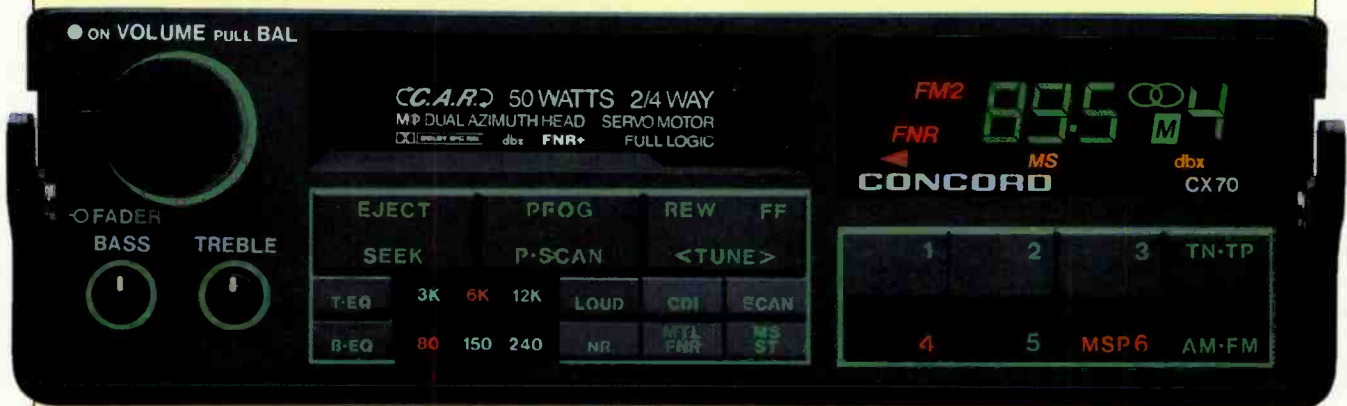 ON VOLUME PULL BAL
FADER
BASS TREBLE
C.A.R. 50 WATTS 2/4 WAY
DUAL AZIMUTH HEAD SERVO MOTOR
dbx FNR+ FULL LOGIC
EJECT PROG REW FF
SEEK P·SCAN <TUNE>
T·EQ 3K 6K 12K LOUD CDI SCAN
B·EQ 80 150 240 NR MTL FNR MS ST
FM2 89.5 M 4
FNR
MS dbx
CONCORD CX70
1 2 3 TN·TP
4 5 MSP 6 AM·FM